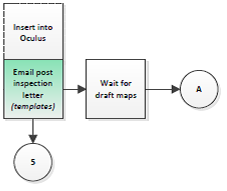 Insert into
Oculus
Email post
inspection
letter
(templates)
Wait for
draft maps
A
5